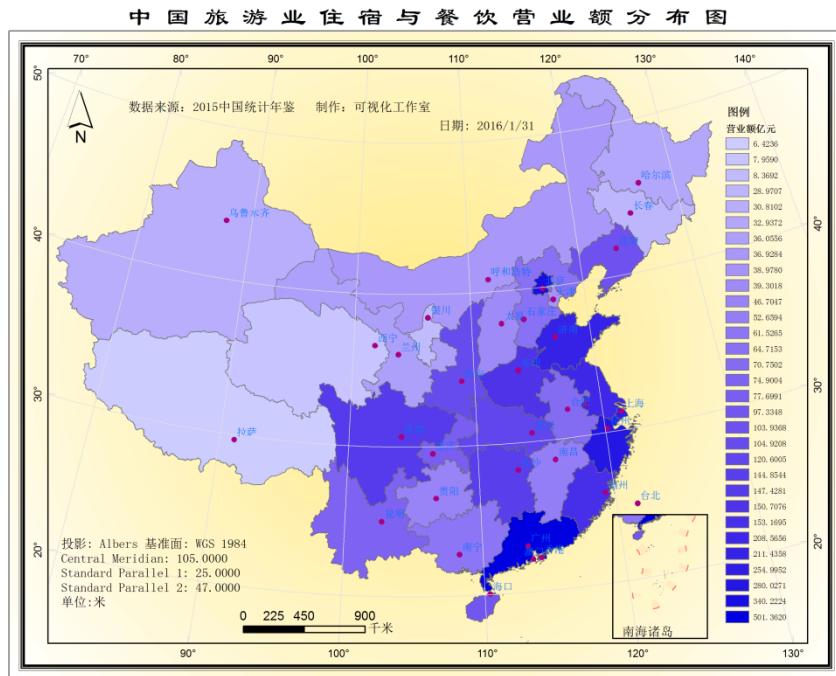 中国旅游业住宿与餐饮营业额分布图
70° 80° 90° 100° 110° 120° 130° 140°
50°
40°
30°
20°
数据来源：2015中国统计年鉴 制作：可视化工作室
日期: 2016/1/31
N
图例
营业额亿元
6.4236
7.9590
8.3692
28.9707
30.8102
32.9372
36.0556
36.9284
38.9780
39.3018
46.7047
52.6594
61.5265
64.7153
70.7502
74.9004
77.6991
97.3348
103.9368
104.9208
120.6005
144.8544
147.4281
150.7076
153.1695
208.5656
211.4358
254.9952
280.0271
340.2224
501.3620
哈尔滨
长春
乌鲁木齐
呼和浩特
银川
太原
石家庄
济南
西宁
兰州
上海
拉萨
南昌
贵阳
福州
台北
昆明
南宁
广州
海口
投影: Albers 基准面: WGS 1984
Central Meridian: 105.0000
Standard Parallel 1: 25.0000
Standard Parallel 2: 47.0000
单位:米
0 225 450 900
千米
南海诸岛
40°
30°
20°
90° 100° 110° 120° 130°